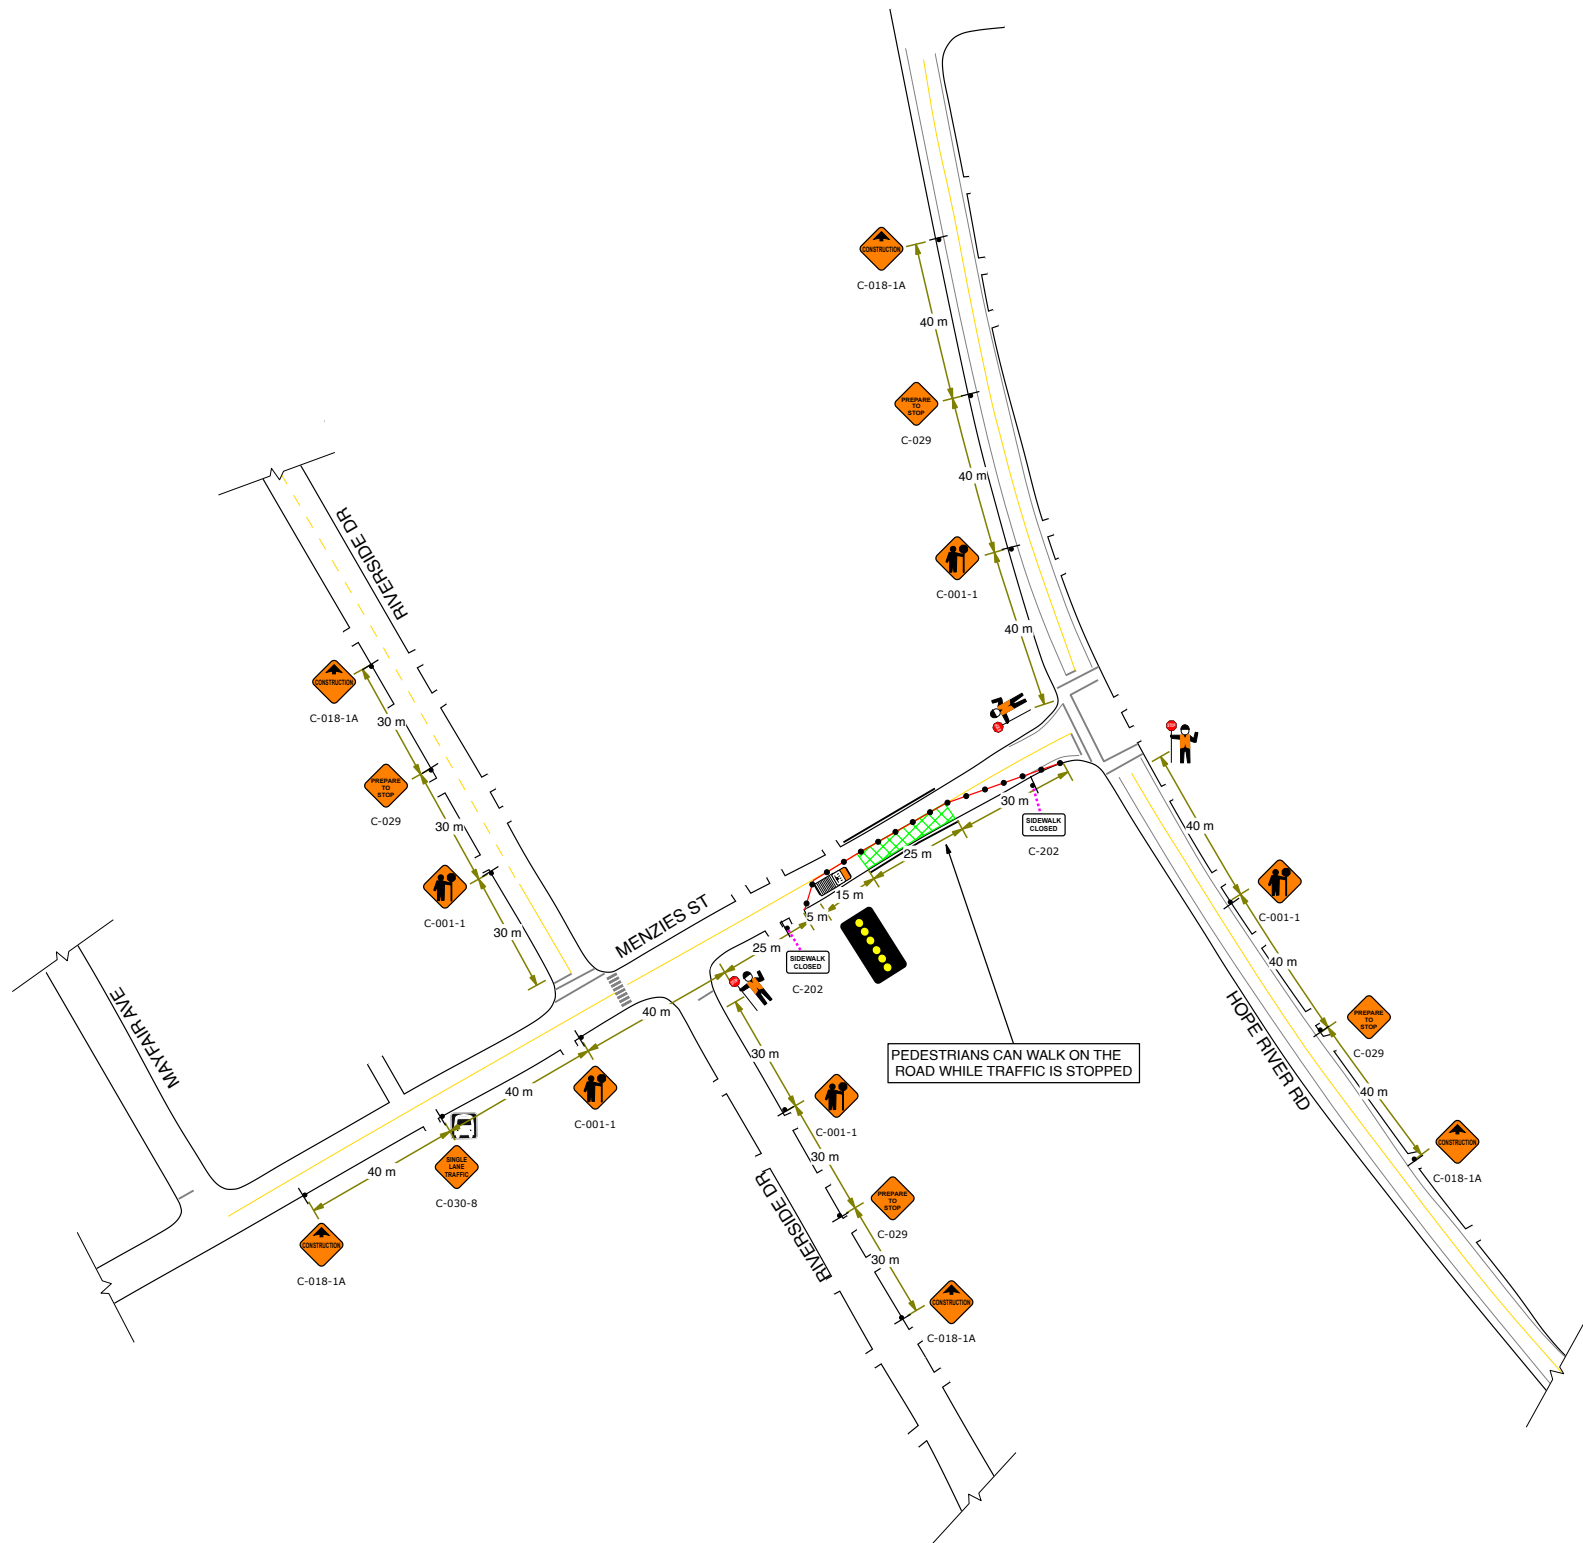 CONSTRUCTION
C-018-1A
40 m
PREPARE
TO
STOP
C-029
40 m
C-001-1
40 m
STOP
RIVERSIDE DR
CONSTRUCTION
C-018-1A
30 m
PREPARE
TO
STOP
C-029
30 m
C-001-1
30 m
MAYFAIR AVE
MENZIES ST
30 m
25 m
15 m
5 m
25 m
SIDEWALK
CLOSED
C-202
SIDEWALK
CLOSED
C-202
40 m
C-001-1
40 m
PREPARE
TO
STOP
C-029
40 m
CONSTRUCTION
C-018-1A
HOPE RIVER RD
PEDESTRIANS CAN WALK ON THE
ROAD WHILE TRAFFIC IS STOPPED
40 m
C-001-1
40 m
SINGLE
LANE
TRAFFIC
C-030-8
40 m
CONSTRUCTION
C-018-1A
30 m
C-001-1
30 m
PREPARE
TO
STOP
C-029
30 m
CONSTRUCTION
C-018-1A
RIVERSIDE DR